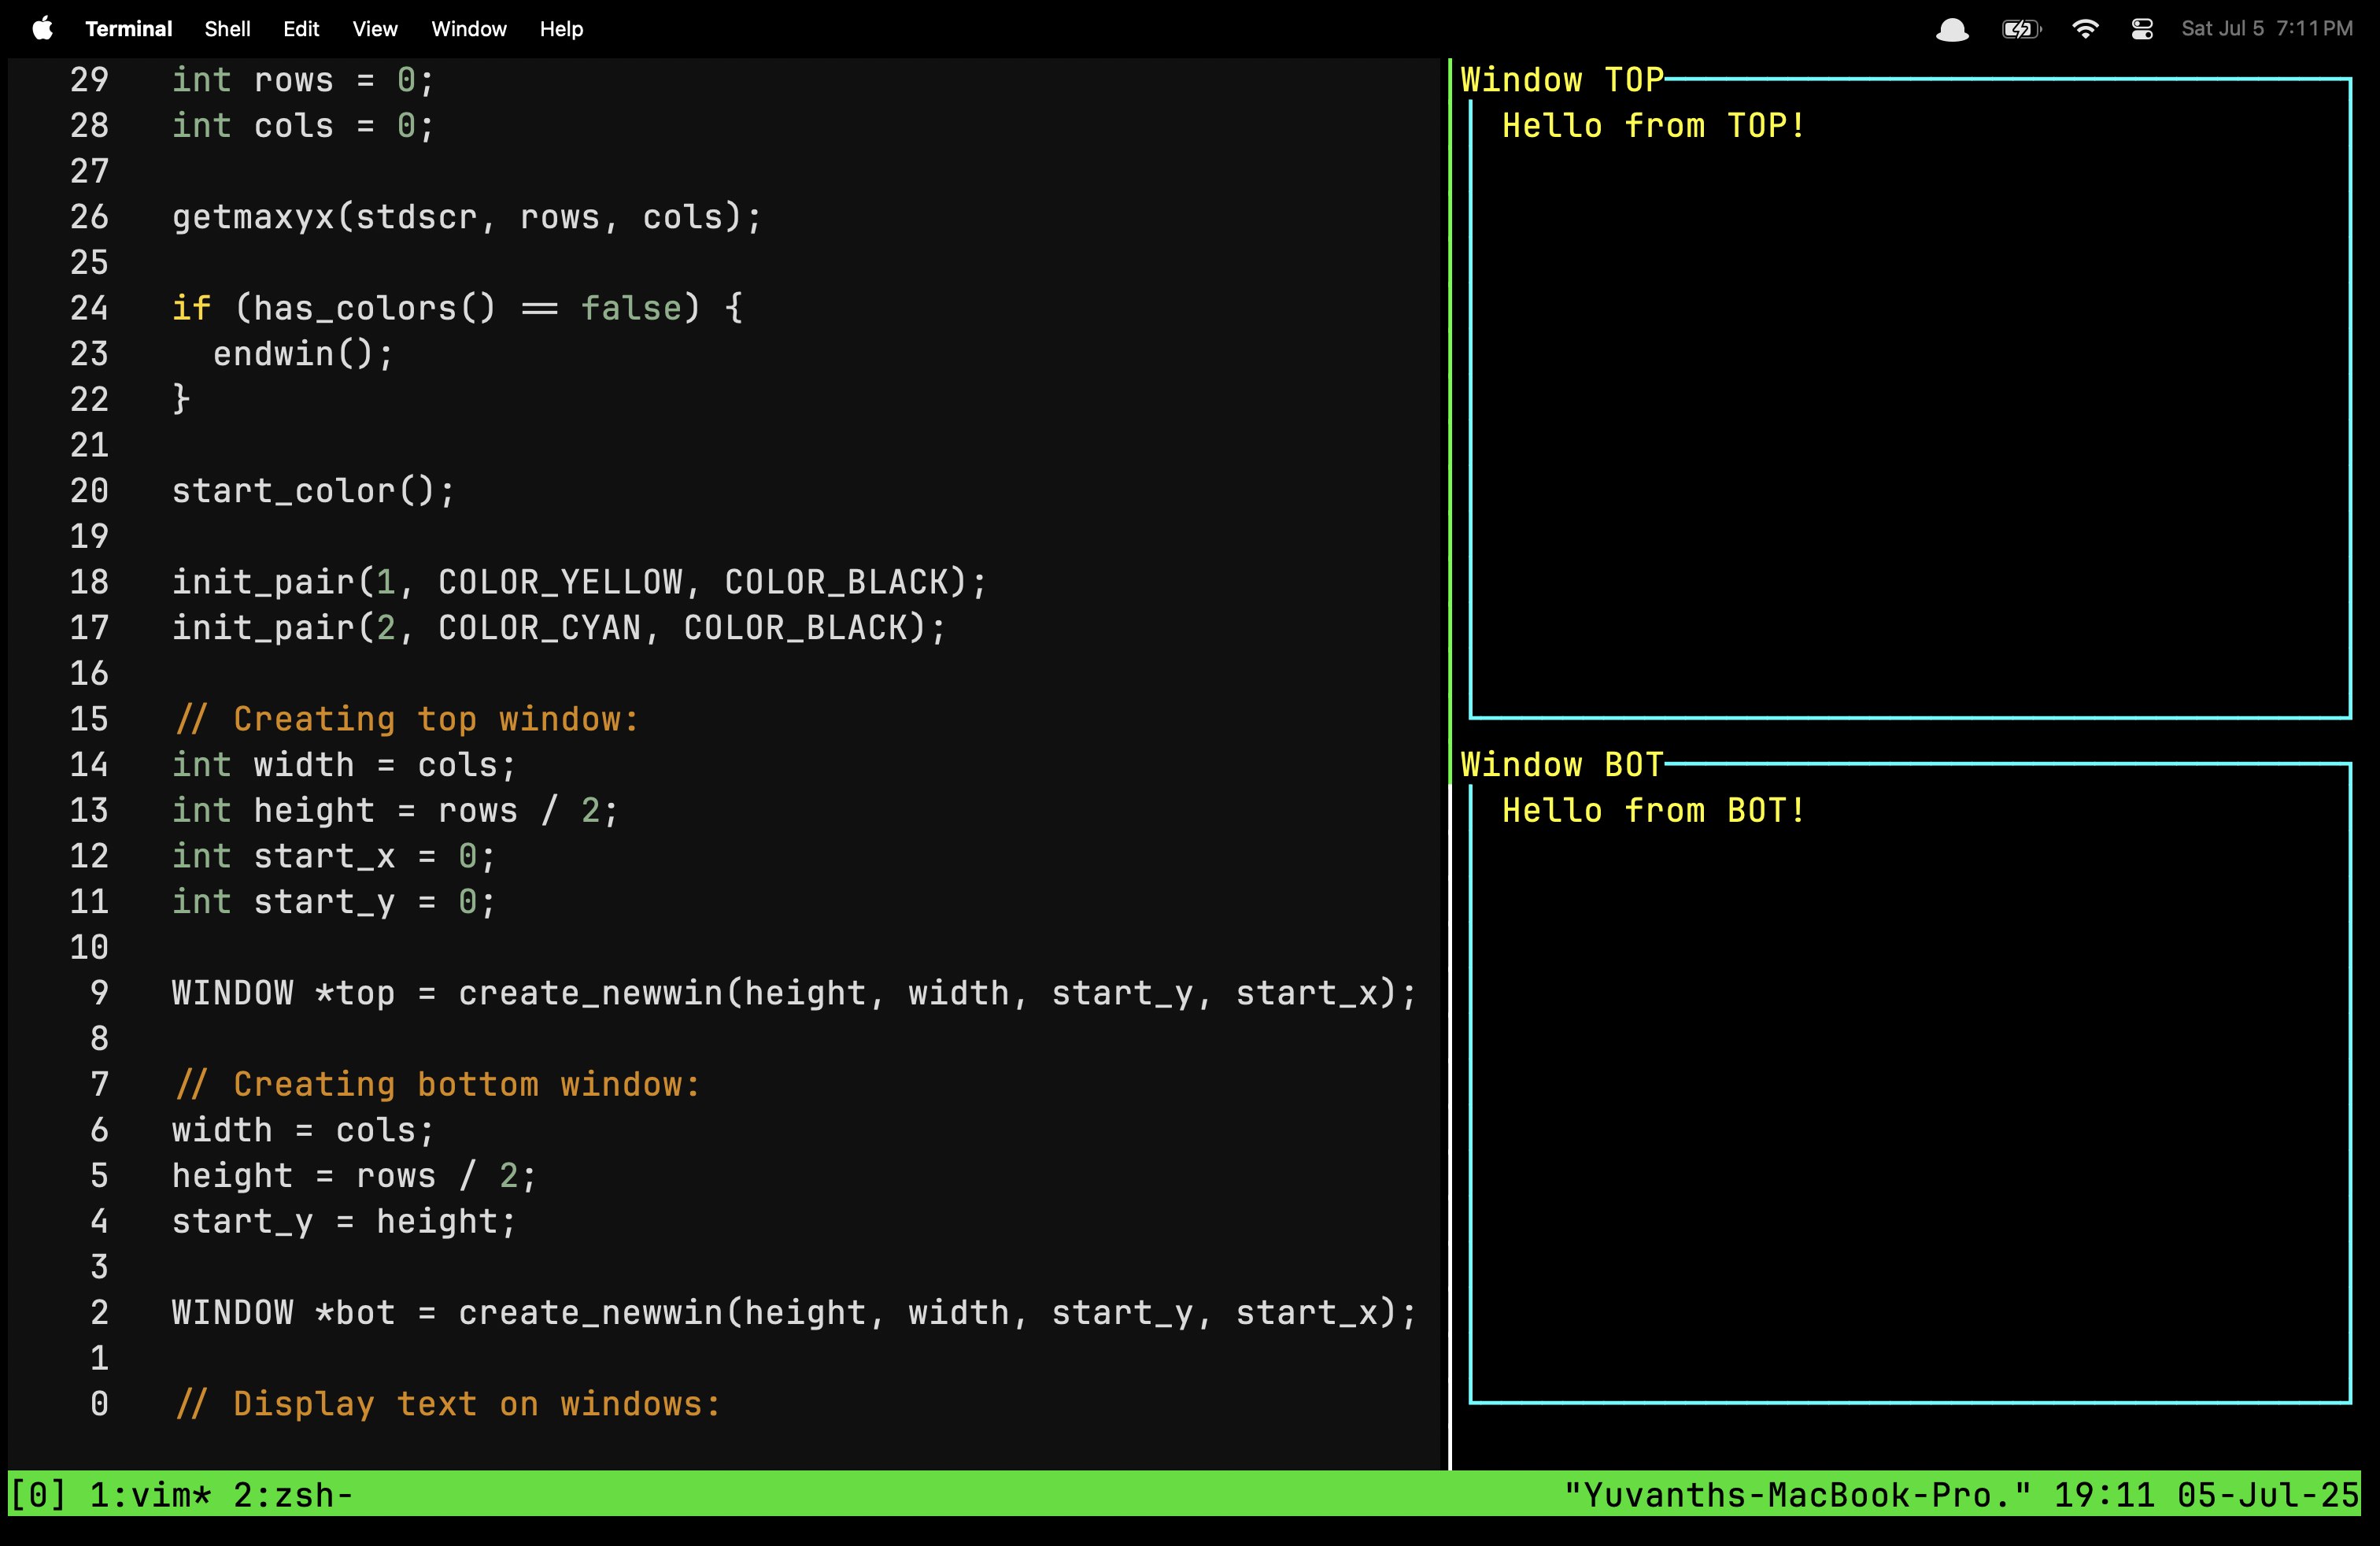 Terminal Shell Edit View Window Help Sat Jul 5 7:11 PM
29 int rows = 0;
28 int cols = 0;
27
26 getmaxyx(stdscr, rows, cols);
25
24 if (has_colors() == false) {
23 endwin();
22 }
21
20 start_color();
19
18 init_pair(1, COLOR_YELLOW, COLOR_BLACK);
17 init_pair(2, COLOR_CYAN, COLOR_BLACK);
16
15 // Creating top window:
14 int width = cols;
13 int height = rows / 2;
12 int start_x = 0;
11 int start_y = 0;
10
9 WINDOW *top = create_newwin(height, width, start_y, start_x);
8
7 // Creating bottom window:
6 width = cols;
5 height = rows / 2;
4 start_y = height;
3
2 WINDOW *bot = create_newwin(height, width, start_y, start_x);
1
0 // Display text on windows:
Window TOP
Hello from TOP!
Window BOT
Hello from BOT!
[0] 1:vim* 2:zsh- "Yuvanths-MacBook-Pro." 19:11 05-Jul-25